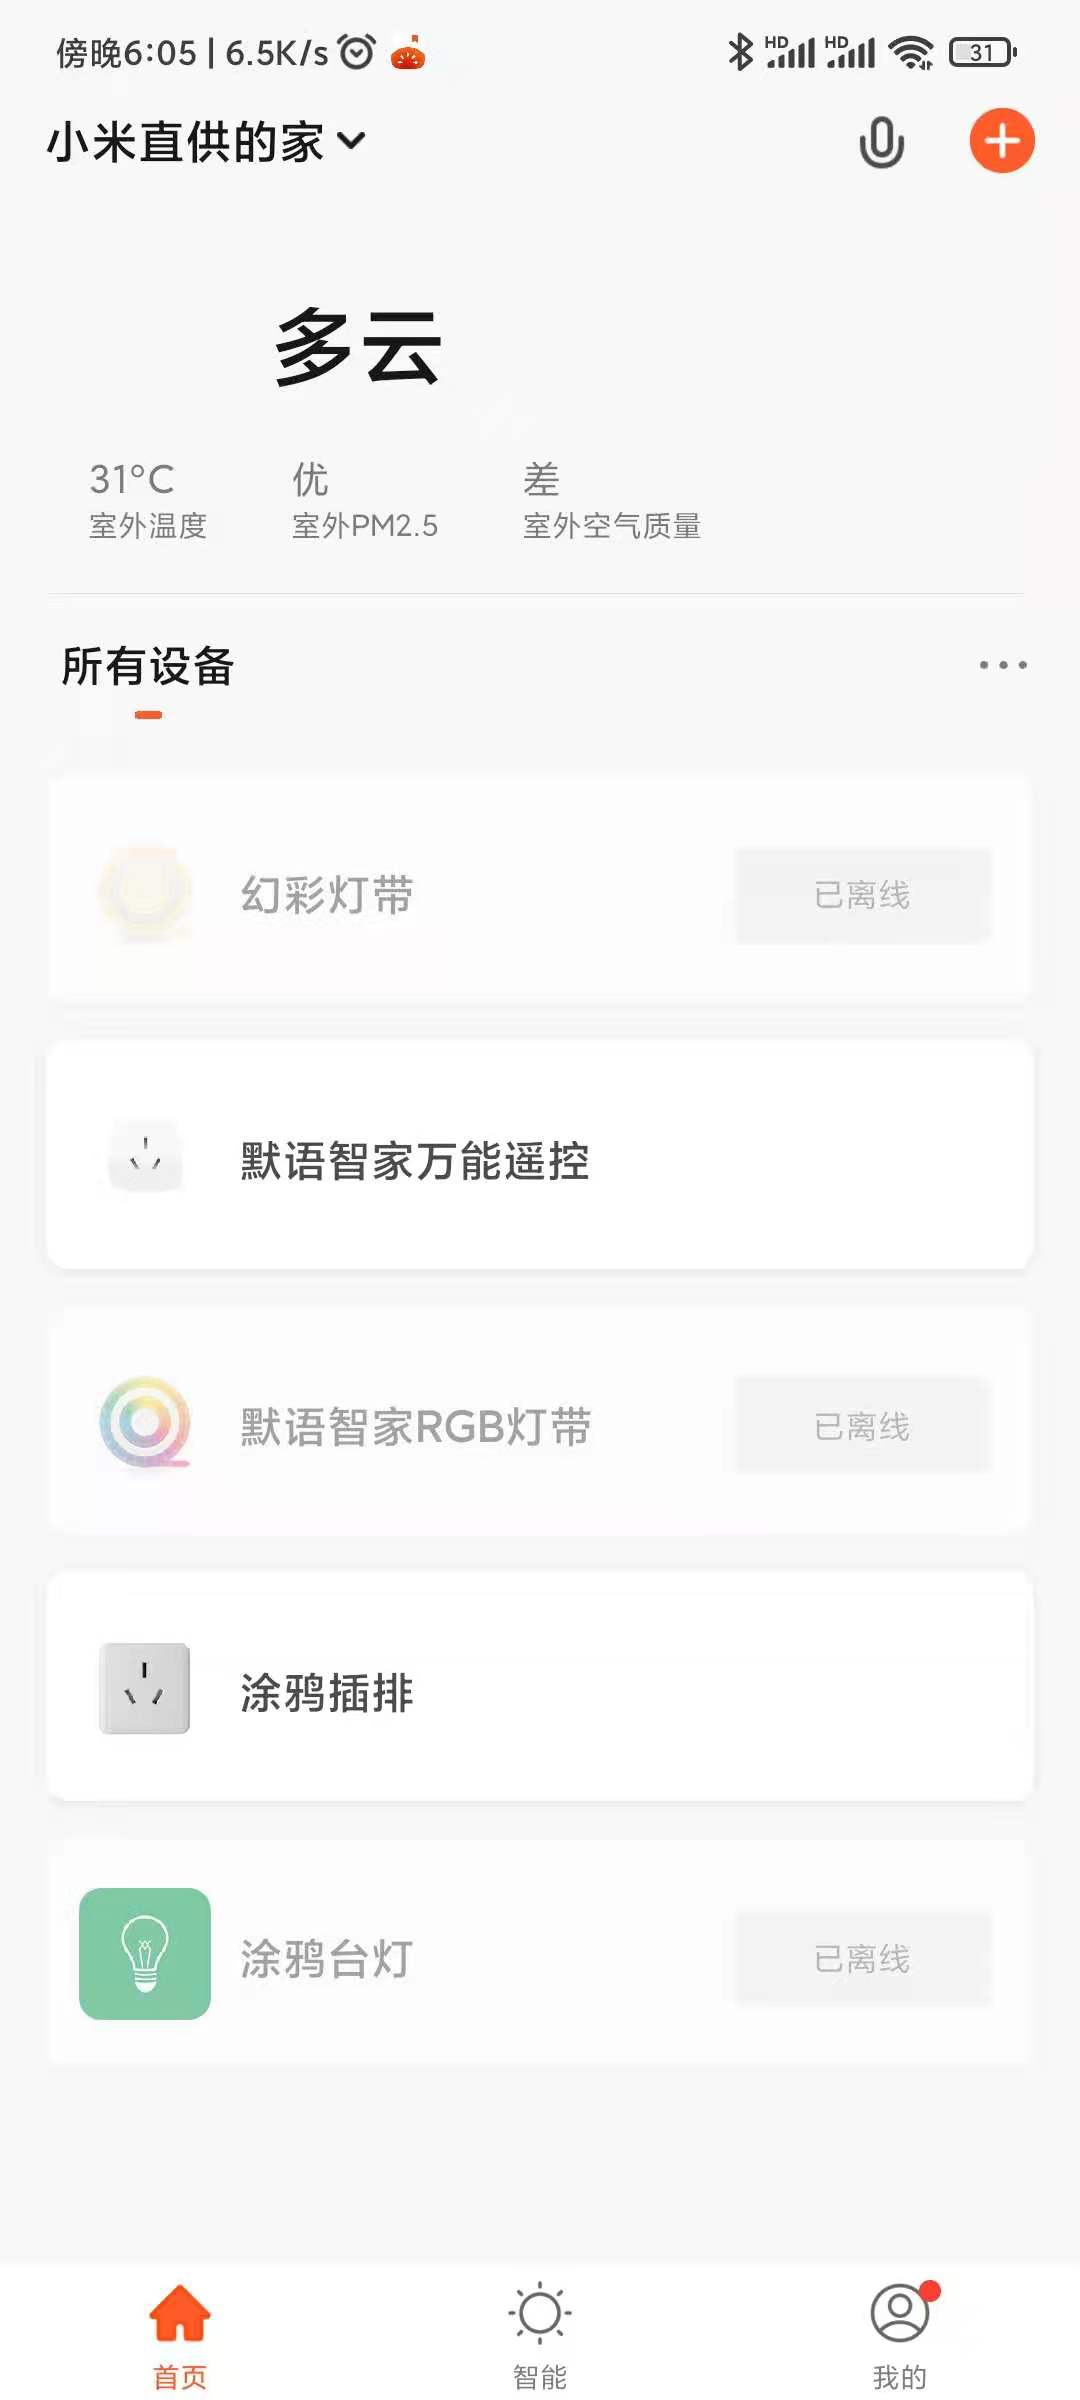 傍晚6:05 | 6.5K/s
HD HD 31
小米直供的家
多云
31°C 优 差
室外温度 室外PM2.5 室外空气质量
所有设备
幻彩灯带 已离线
默语智家万能遥控
默语智家RGB灯带 已离线
涂鸦插排
涂鸦台灯 已离线
首页 智能 我的